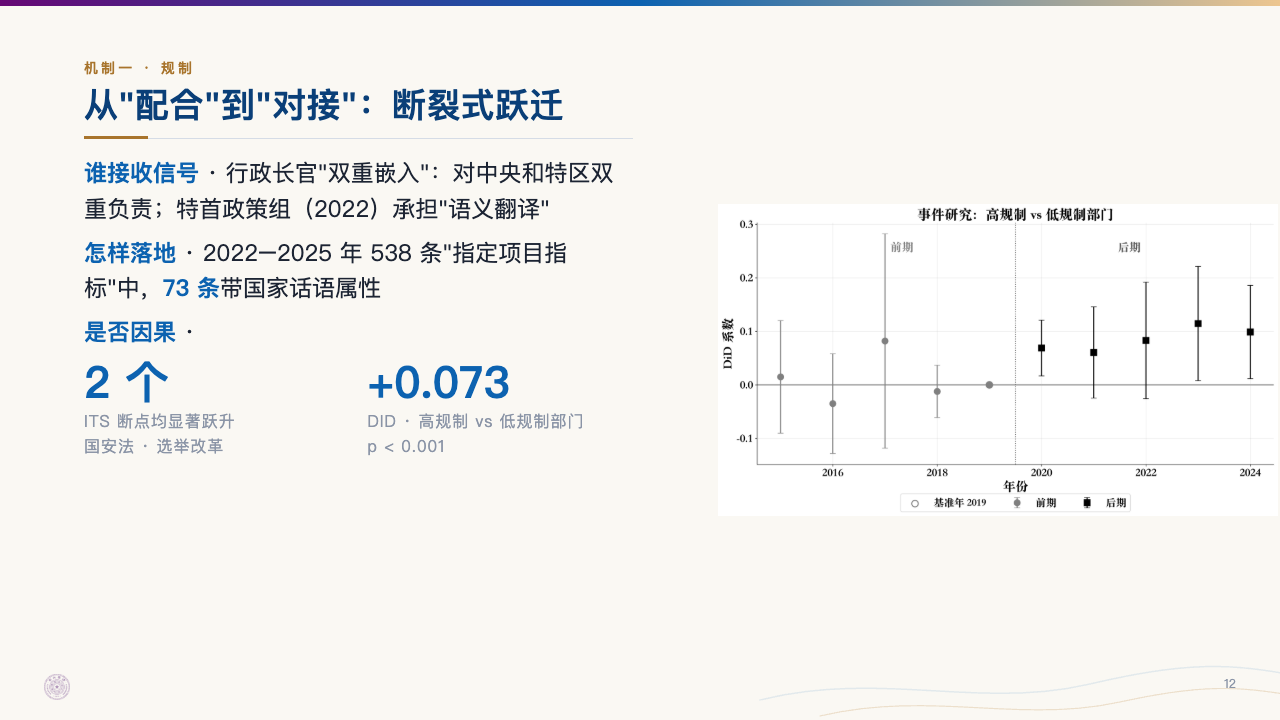 机制一 · 规制
从"配合"到"对接"：断裂式跃迁
谁接收信号 · 行政长官"双重嵌入"：对中央和特区双
重负责；特首政策组（2022）承担"语义翻译"
怎样落地 · 2022—2025 年 538 条"指定项目指
标"中，73 条带国家话语属性
是否因果 ·
2 个
ITS 断点均显著跃升
国安法 · 选举改革
+0.073
DID · 高规制 vs 低规制部门
p < 0.001
事件研究：高规制 vs 低规制部门
前期
后期
DiD 系数
0.3
0.2
0.1
0.0
-0.1
2016
2018
2020
2022
2024
年份
基准年 2019
前期
后期
12